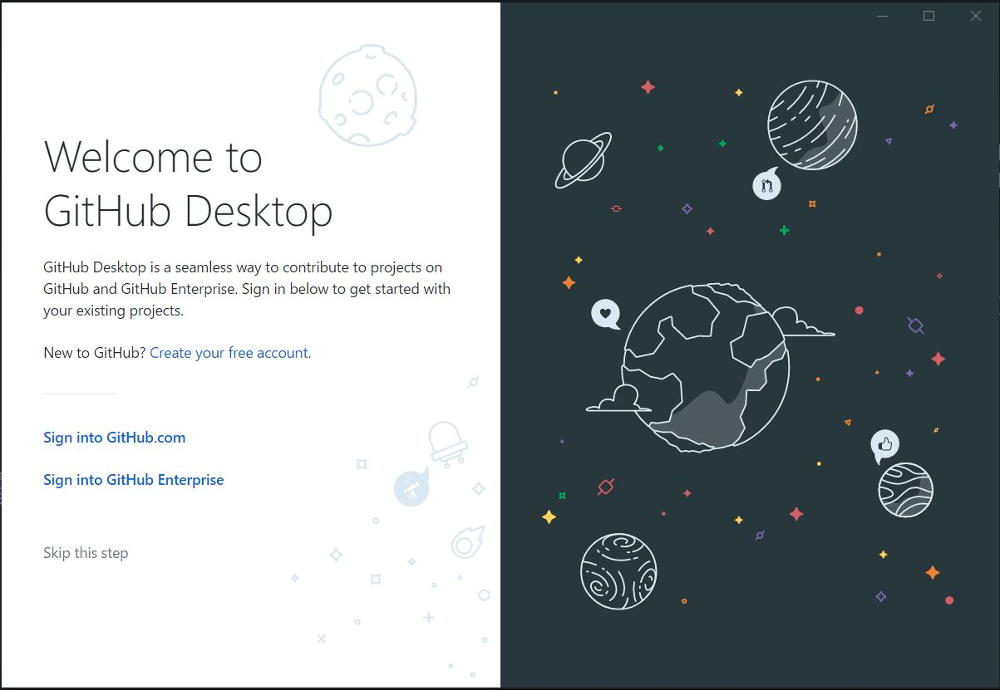 Welcome to
GitHub Desktop
GitHub Desktop is a seamless way to contribute to projects on
GitHub and GitHub Enterprise. Sign in below to get started with
your existing projects.
New to GitHub? Create your free account.
Sign into GitHub.com
Sign into GitHub Enterprise
Skip this step